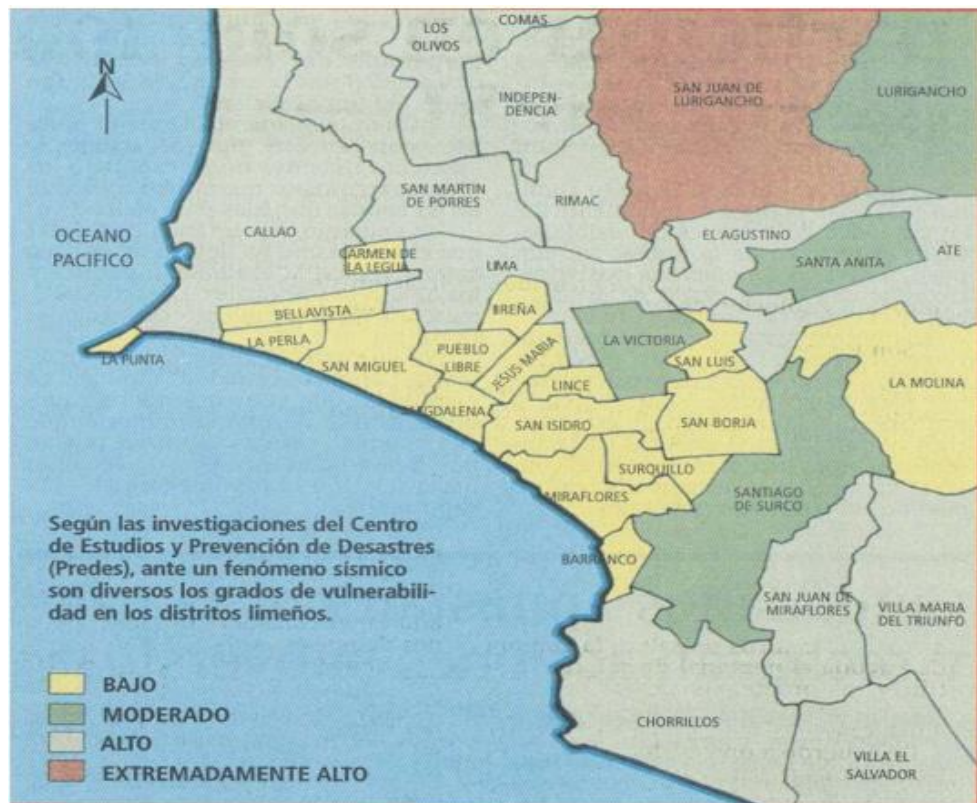 COMAS
LOS
OLIVOS
N
INDEPEN-
DENCIA
SAN JUAN DE
LURIGANCHO
LURIGANCHO
SAN MARTIN
DE PORRES
RIMAC
OCEANO
PACIFICO
CALLAO
EL AGUSTINO
ATE
CARMEN DE
LA LEGUA
LIMA
SANTA ANITA
BELLAVISTA
BREÑA
LA PERLA
LA VICTORIA
LA PUNTA
SAN MIGUEL
PUEBLO
LIBRE
JESUS MARIA
SAN LUIS
LINCE
LA MOLINA
MAGDALENA
SAN ISIDRO
SAN BORJA
SURQUILLO
MIRAFLORES
SANTIAGO
DE SURCO
BARRANCO
SAN JUAN DE
MIRAFLORES
VILLA MARIA
DEL TRIUNFO
Según las investigaciones del Centro
de Estudios y Prevención de Desastres
(Predes), ante un fenómeno sísmico
son diversos los grados de vulnerabili-
dad en los distritos limeños.
BAJO
MODERADO
ALTO
EXTREMADAMENTE ALTO
CHORRILLOS
VILLA EL
SALVADOR